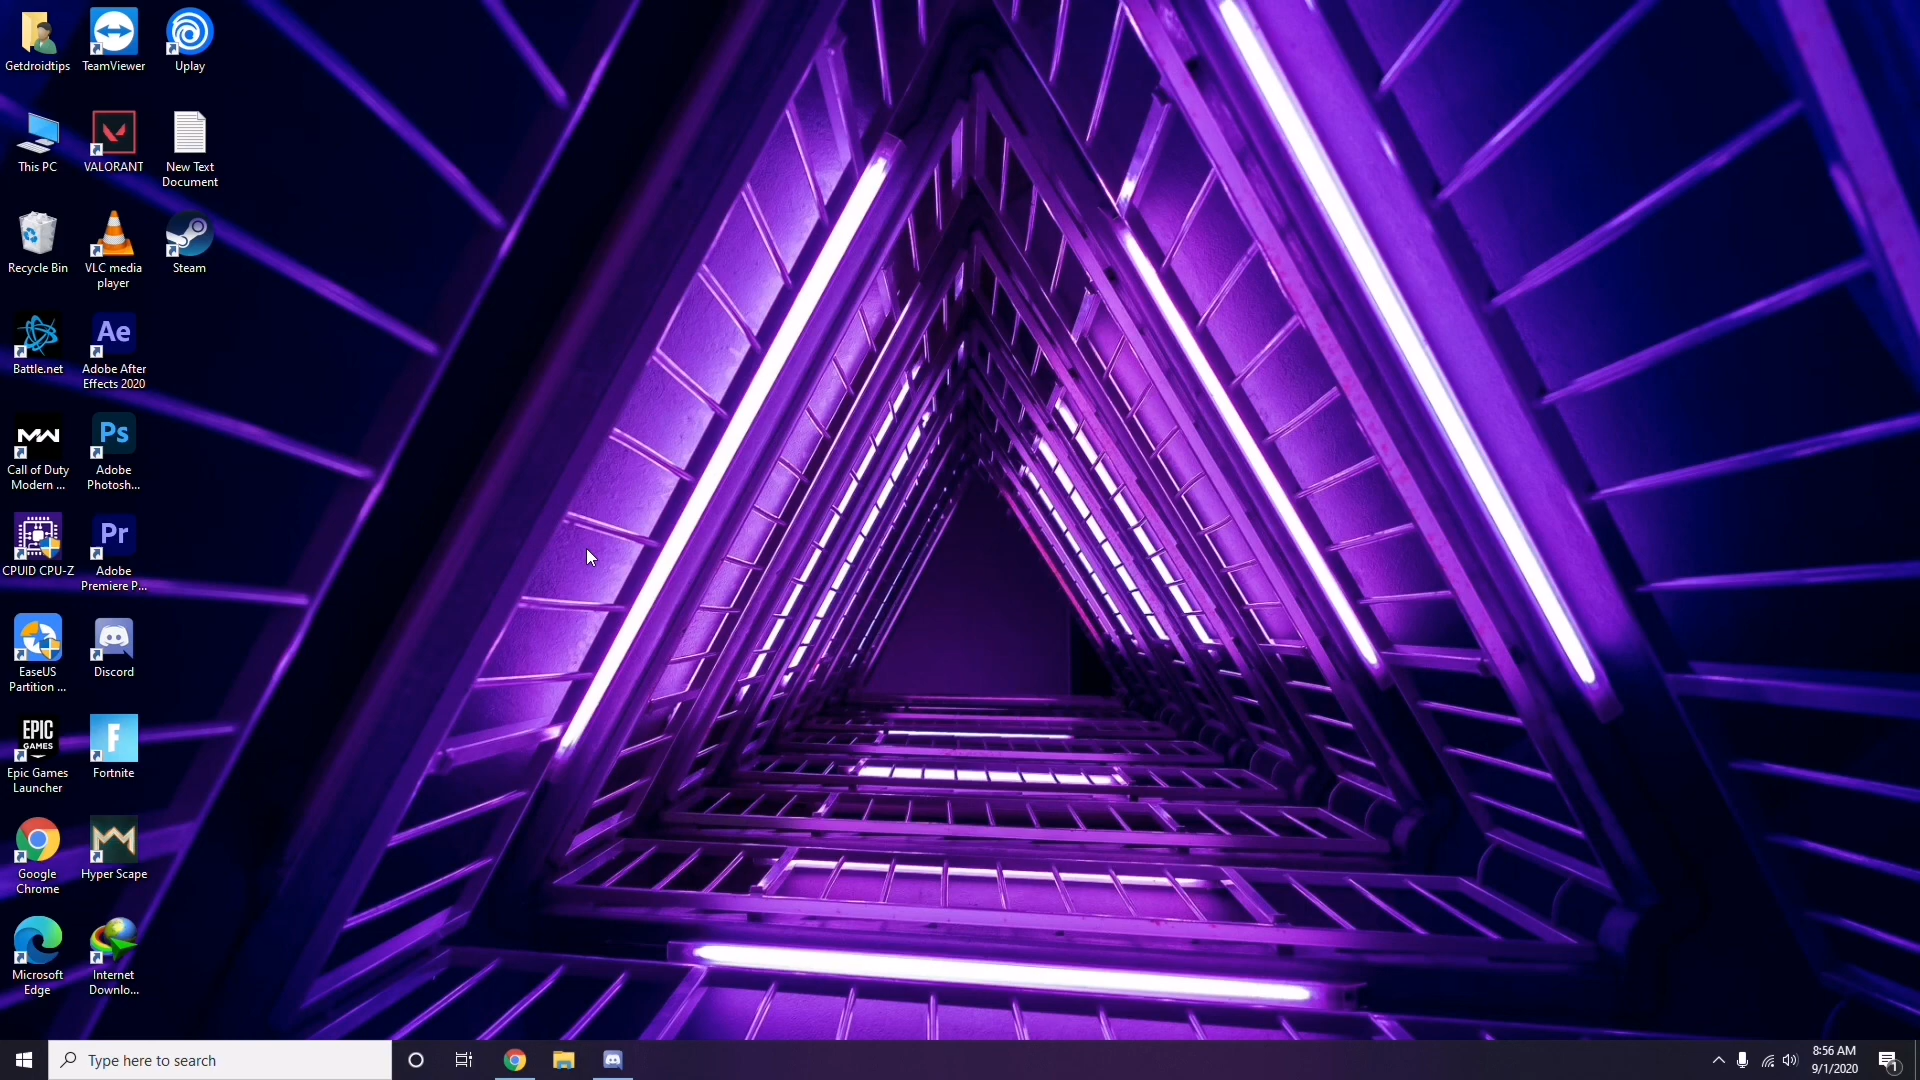 Getdroidtips
TeamViewer
Uplay
This PC
VALORANT
New Text
Document
Recycle Bin
VLC media
player
Steam
Battle.net
Ae
Adobe After
Effects 2020
MW
Call of Duty
Modern ...
Ps
Adobe
Photosh...
CPUID CPU-Z
Pr
Adobe
Premiere P...
EaseUS
Partition ...
Discord
EPIC
GAMES
Epic Games
Launcher
F
Fortnite
Google
Chrome
Hyper Scape
Microsoft
Edge
Internet
Downlo...
Type here to search
8:56 AM
9/1/2020
1